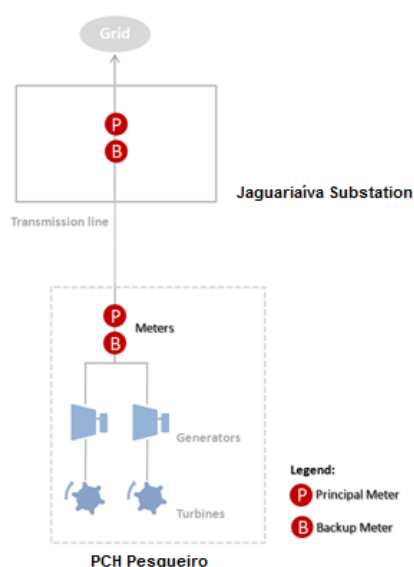 Grid
P
B
Jaguariaíva Substation
Transmission line
P
Meters
B
Generators
Turbines
Legend:
P Principal Meter
B Backup Meter
PCH Pesqueiro